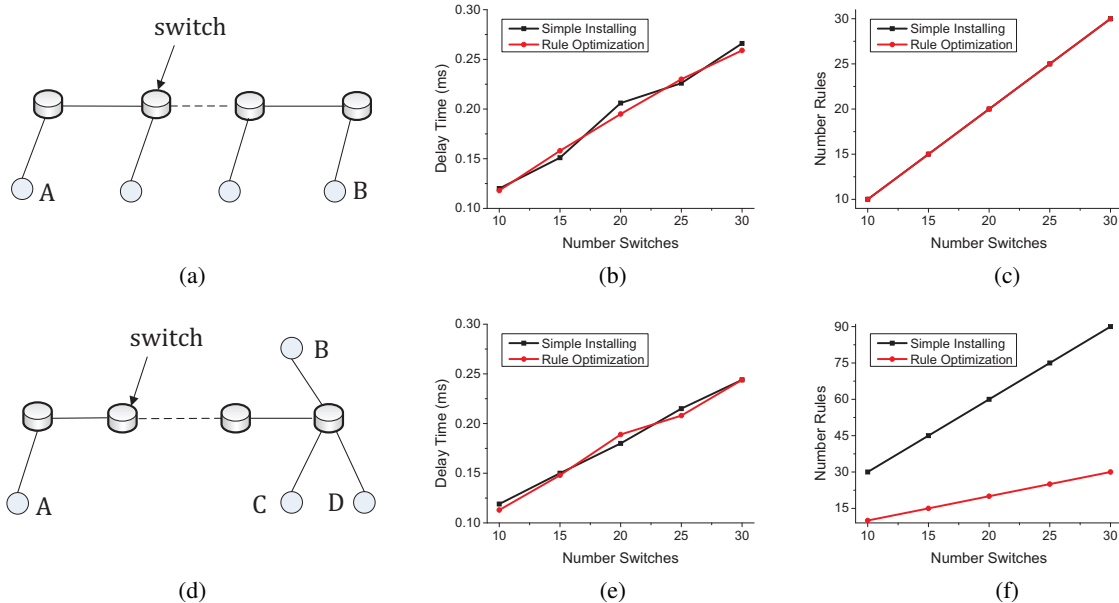 switch
A
B
(a)
Simple Installing
Rule Optimization
Delay Time (ms)
0.30
0.25
0.20
0.15
0.10
10 15 20 25 30
Number Switches
(b)
Simple Installing
Rule Optimization
Number Rules
30
25
20
15
10
10 15 20 25 30
Number Switches
(c)
switch
B
A
C
D
(d)
Simple Installing
Rule Optimization
Delay Time (ms)
0.30
0.25
0.20
0.15
0.10
10 15 20 25 30
Number Switches
(e)
Simple Installing
Rule Optimization
Number Rules
90
75
60
45
30
15
10 15 20 25 30
Number Switches
(f)